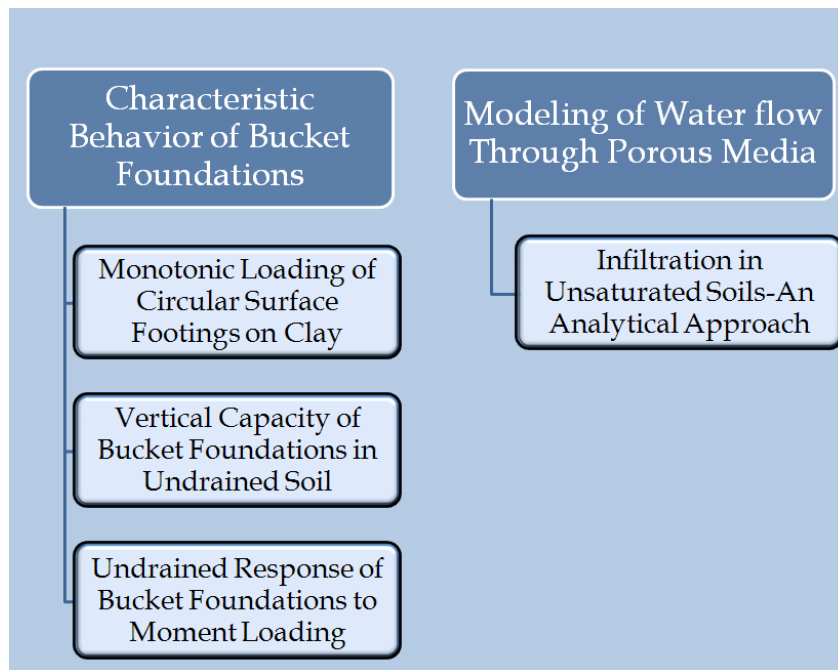 Characteristic
Behavior of Bucket
Foundations
Monotonic Loading of
Circular Surface
Footings on Clay
Vertical Capacity of
Bucket Foundations in
Undrained Soil
Undrained Response of
Bucket Foundations to
Moment Loading
Modeling of Water flow
Through Porous Media
Infiltration in
Unsaturated Soils-An
Analytical Approach